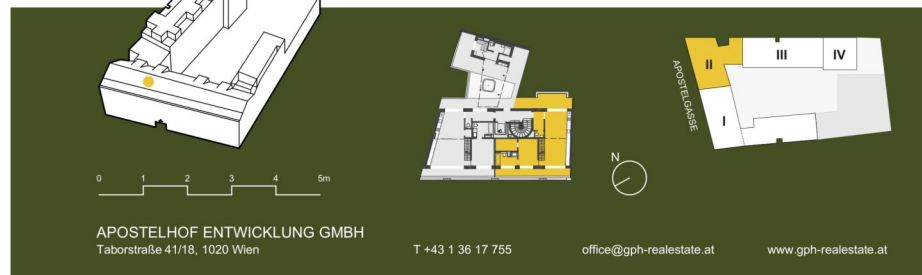 II
III
IV
I
APOSTELGASSE
N
0 1 2 3 4 5m
APOSTELHOF ENTWICKLUNG GMBH
Taborstraße 41/18, 1020 Wien
T +43 1 36 17 755
office@gph-realestate.at
www.gph-realestate.at